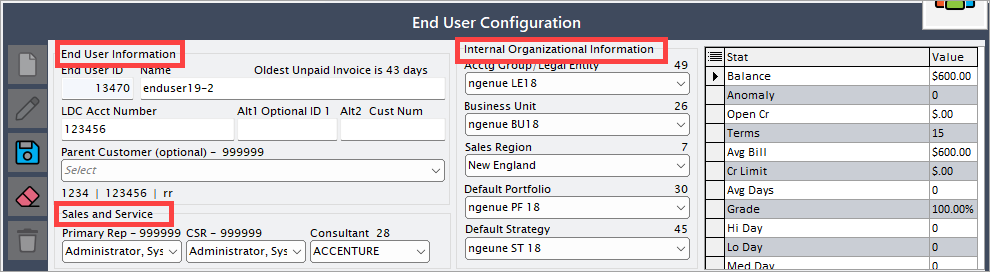 End User Configuration
End User Information
End User ID Name Oldest Unpaid Invoice is 43 days
13470 enduser19-2
LDC Acct Number Alt1 Optional ID 1 Alt2 Cust Num
123456
Parent Customer (optional) - 999999
Select
1234 | 123456 | rr
Sales and Service
Primary Rep - 999999 CSR - 999999 Consultant 28
Administrator, Sys Administrator, Sys ACCENTURE
Internal Organizational Information
Acctg Group/Legal Entity 49
ngenue LE18
Business Unit 26
ngenue BU18
Sales Region 7
New England
Default Portfolio 30
ngenue PF 18
Default Strategy 45
ngeune ST 18
Stat Value
Balance $600.00
Anomaly 0
Open Cr $.00
Terms 15
Avg Bill $600.00
Cr Limit $.00
Avg Days 0
Grade 100.00%
Hi Day 0
Lo Day 0
Med Day 0